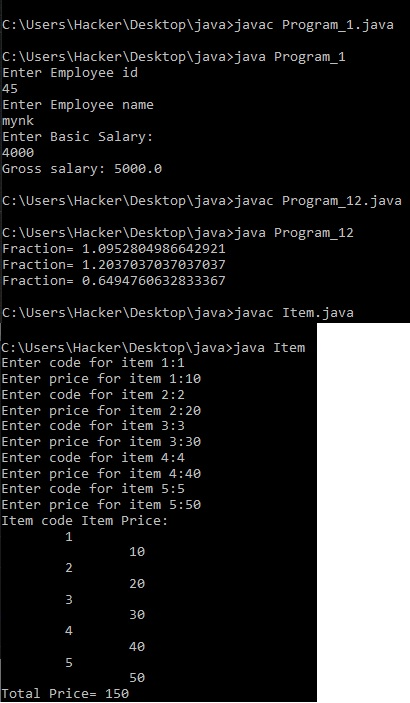 C:\Users\Hacker\Desktop\java>javac Program_1.java
C:\Users\Hacker\Desktop\java>java Program_1
Enter Employee id
45
Enter Employee name
mynk
Enter Basic Salary:
4000
Gross salary: 5000.0
C:\Users\Hacker\Desktop\java>javac Program_12.java
C:\Users\Hacker\Desktop\java>java Program_12
Fraction= 1.0952804986642921
Fraction= 1.2037037037037037
Fraction= 0.6494760632833367
C:\Users\Hacker\Desktop\java>javac Item.java
C:\Users\Hacker\Desktop\java>java Item
Enter code for item 1:1
Enter price for item 1:10
Enter code for item 2:2
Enter price for item 2:20
Enter code for item 3:3
Enter price for item 3:30
Enter code for item 4:4
Enter price for item 4:40
Enter code for item 5:5
Enter price for item 5:50
Item code Item Price:
1
10
2
20
3
30
4
40
5
50
Total Price= 150